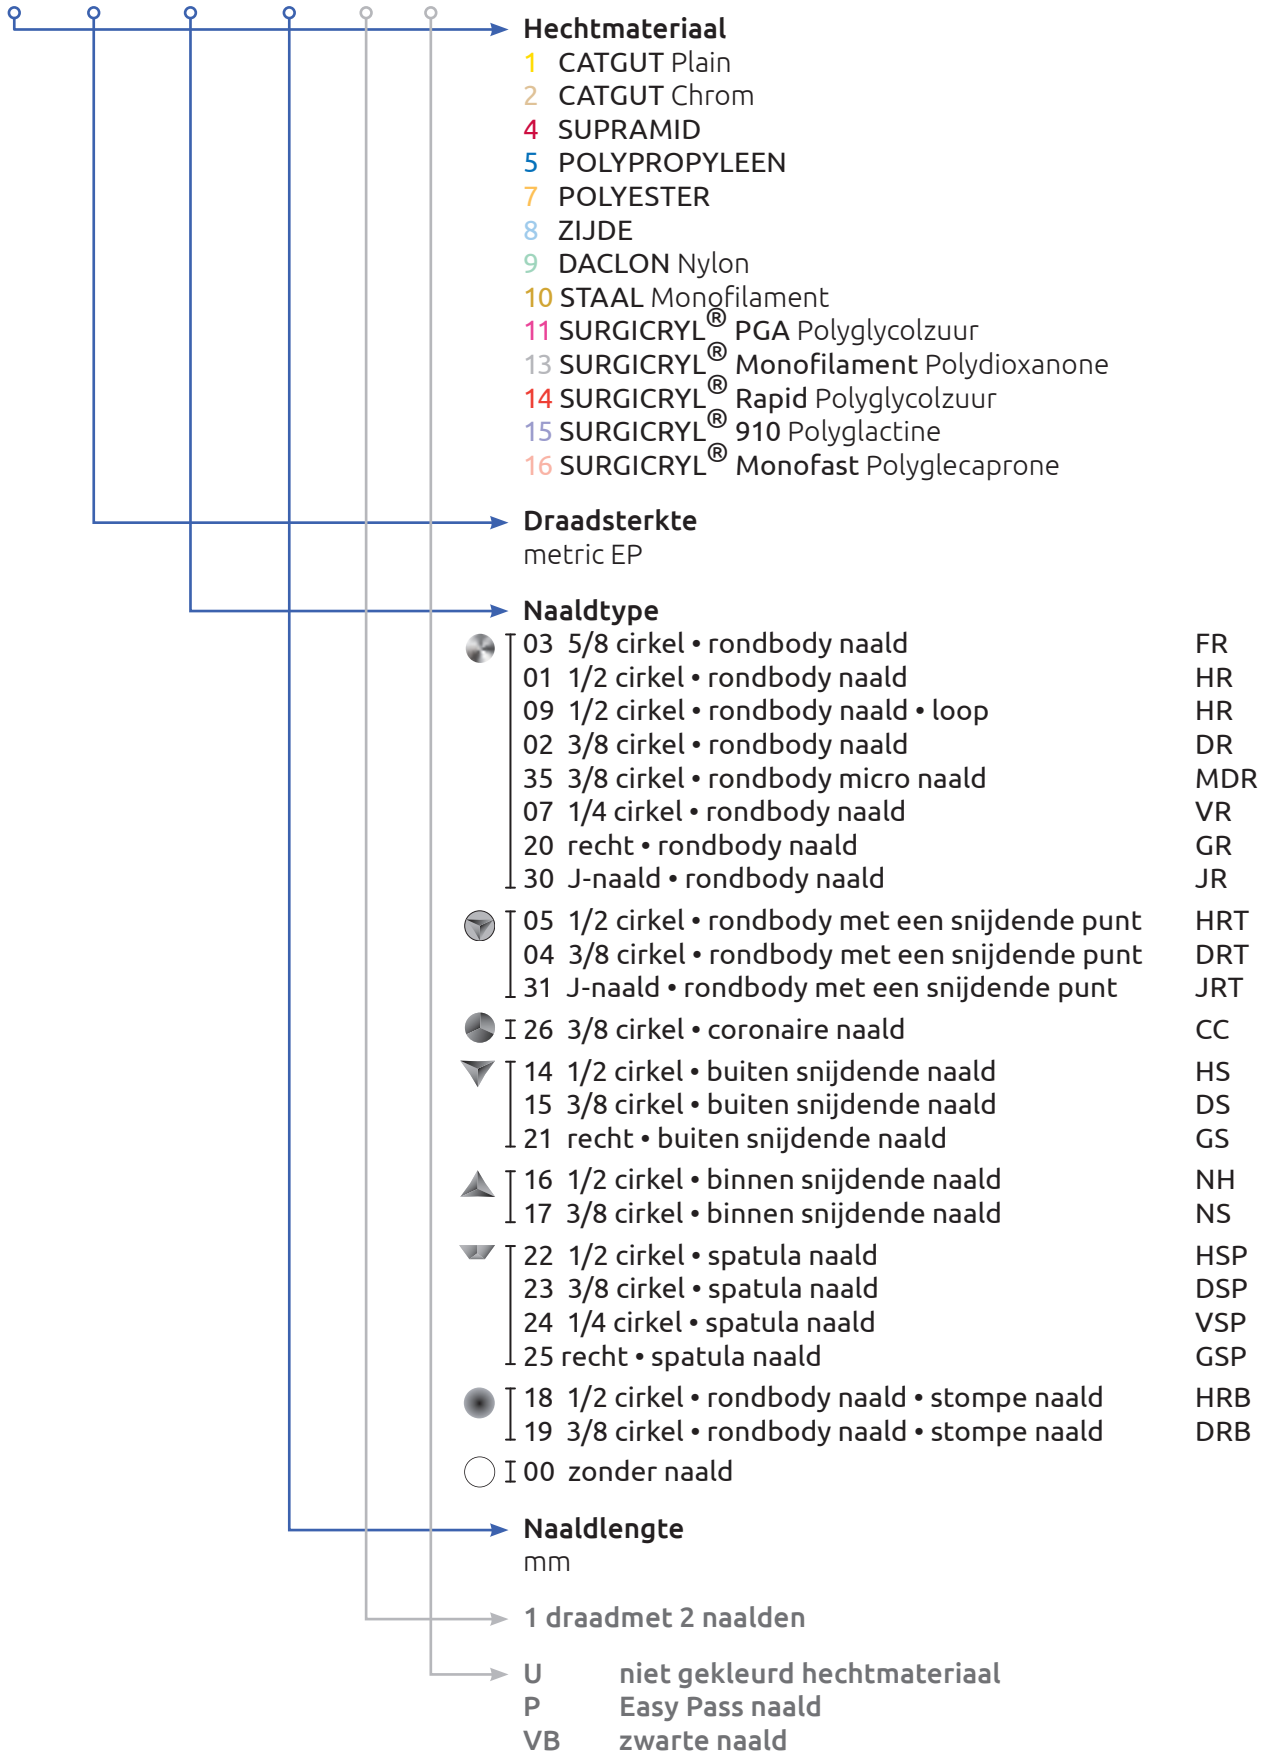 Hechtmateriaal
1 CATGUT Plain
2 CATGUT Chrom
4 SUPRAMID
5 POLYPROPYLEEN
7 POLYESTER
8 ZIJDE
9 DACLON Nylon
10 STAAL Monofilament
11 SURGICRYL® PGA Polyglycolzuur
13 SURGICRYL® Monofilament Polydioxanone
14 SURGICRYL® Rapid Polyglycolzuur
15 SURGICRYL® 910 Polyglactine
16 SURGICRYL® Monofast Polyglecaprone
Draadsterkte
metric EP
Naaldtype
03 5/8 cirkel • rondbody naald FR
01 1/2 cirkel • rondbody naald HR
09 1/2 cirkel • rondbody naald • loop HR
02 3/8 cirkel • rondbody naald DR
35 3/8 cirkel • rondbody micro naald MDR
07 1/4 cirkel • rondbody naald VR
20 recht • rondbody naald GR
30 J-naald • rondbody naald JR
05 1/2 cirkel • rondbody met een snijdende punt HRT
04 3/8 cirkel • rondbody met een snijdende punt DRT
31 J-naald • rondbody met een snijdende punt JRT
26 3/8 cirkel • coronaire naald CC
14 1/2 cirkel • buiten snijdende naald HS
15 3/8 cirkel • buiten snijdende naald DS
21 recht • buiten snijdende naald GS
16 1/2 cirkel • binnen snijdende naald NH
17 3/8 cirkel • binnen snijdende naald NS
22 1/2 cirkel • spatula naald HSP
23 3/8 cirkel • spatula naald DSP
24 1/4 cirkel • spatula naald VSP
25 recht • spatula naald GSP
18 1/2 cirkel • rondbody naald • stompe naald HRB
19 3/8 cirkel • rondbody naald • stompe naald DRB
00 zonder naald
Naaldlengte
mm
1 draadmet 2 naalden
U niet gekleurd hechtmateriaal
P Easy Pass naald
VB zwarte naald